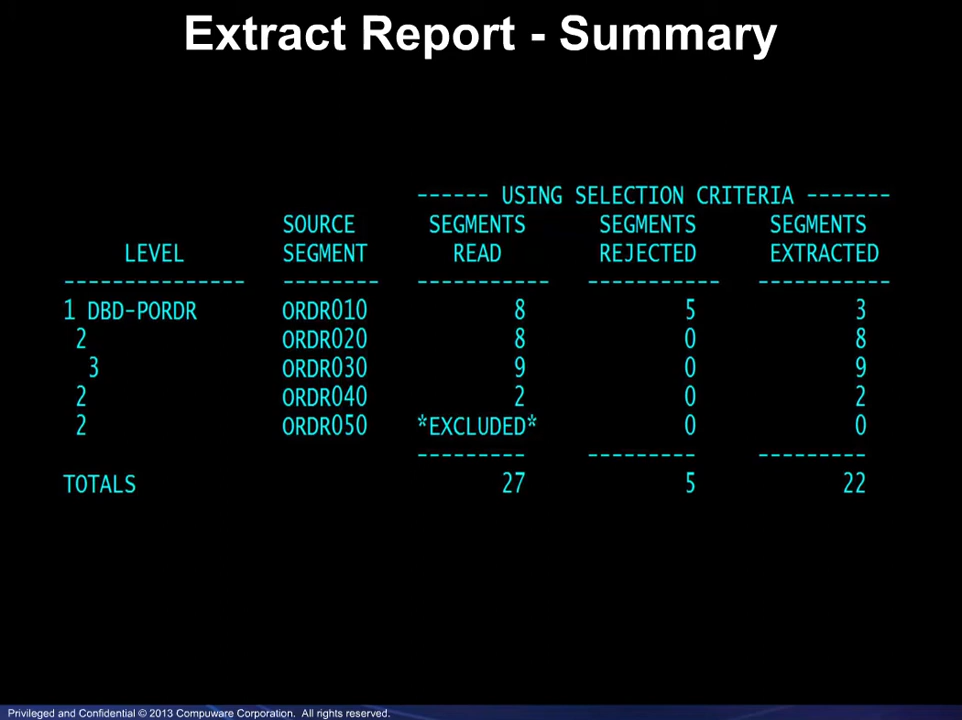 Extract Report - Summary
------ USING SELECTION CRITERIA -------
SOURCE SEGMENTS SEGMENTS SEGMENTS
LEVEL SEGMENT READ REJECTED EXTRACTED
--------------- -------- ----------- ----------- -----------
1 DBD-PORDR ORDR010 8 5 3
2 ORDR020 8 0 8
3 ORDR030 9 0 9
2 ORDR040 2 0 2
2 ORDR050 *EXCLUDED* 0 0
--------- --------- ---------
TOTALS 27 5 22
Privileged and Confidential © 2013 Compuware Corporation. All rights reserved.